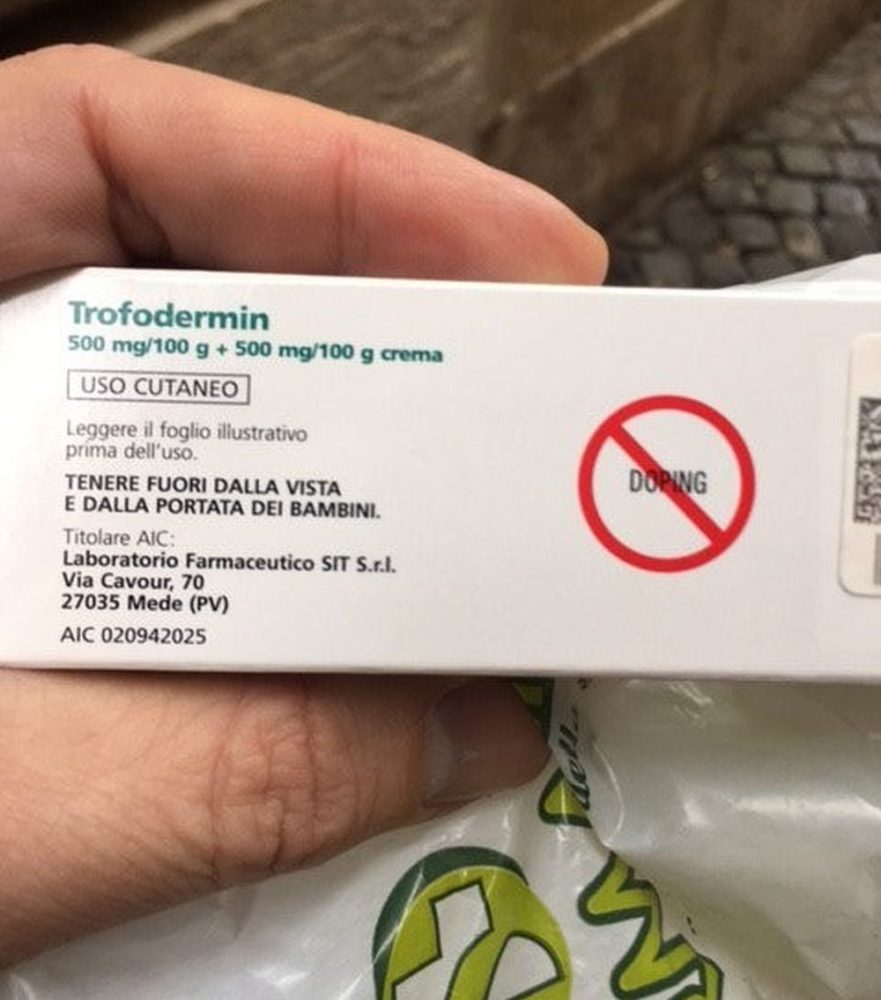 Trofodermin
500 mg/100 g + 500 mg/100 g crema
USO CUTANEO
Leggere il foglio illustrativo
prima dell'uso.
TENERE FUORI DALLA VISTA
E DALLA PORTATA DEI BAMBINI.
Titolare AIC:
Laboratorio Farmaceutico SIT S.r.l.
Via Cavour, 70
27035 Mede (PV)
AIC 020942025
DOPING